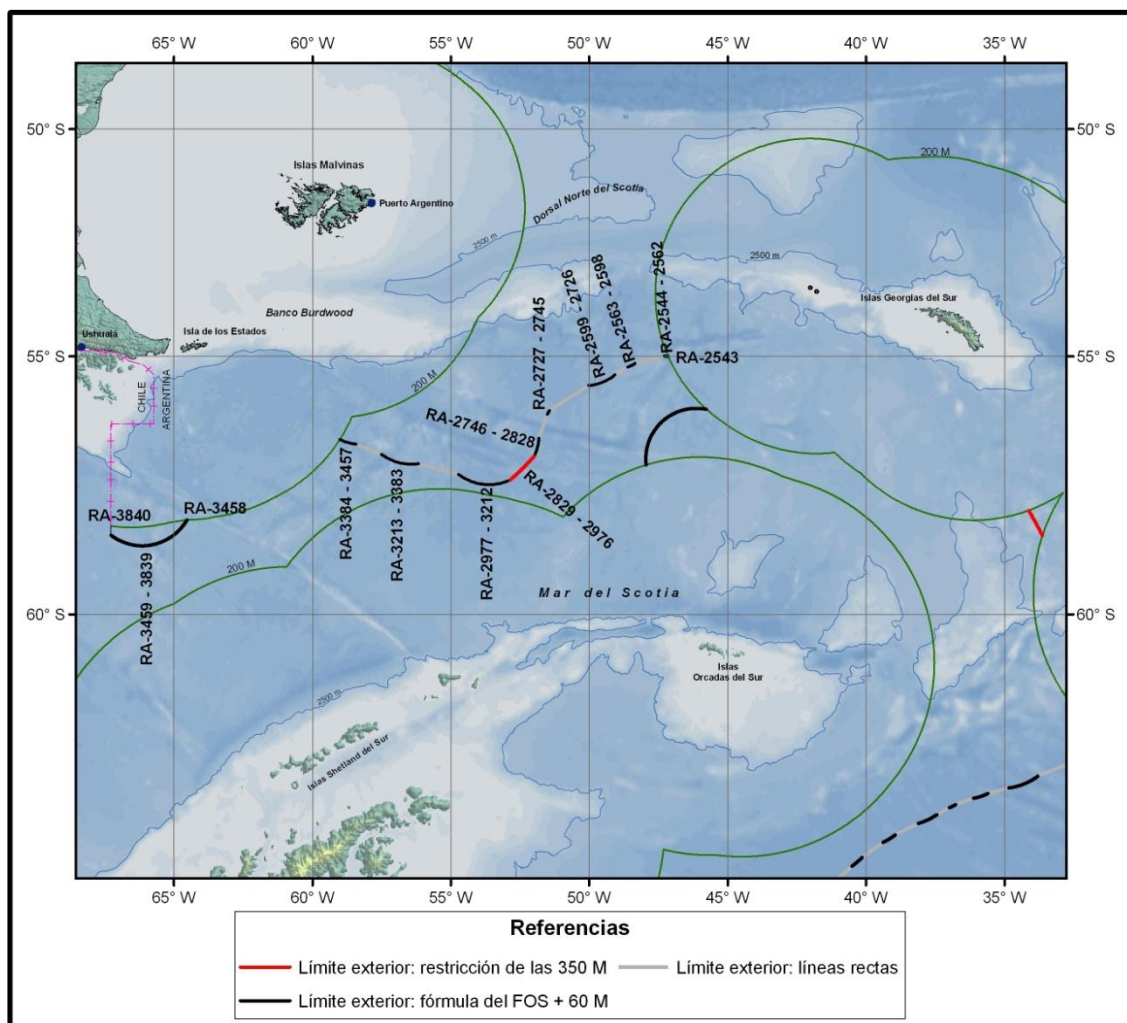 65° W 60° W 55° W 50° W 45° W 40° W 35° W
50° S 50° S
200 M
Islas Malvinas
Puerto Argentino
Dorsal Norte del Scotia
2500 m
2500 m
Banco Burdwood
Islas Georgias del Sur
Ushuaia
Isla de los Estados
RA-2727 - 2745
RA-2599 - 2726
RA-2563 - 2598
RA-2544 - 2562
RA-2543
55° S 55° S
CHILE
ARGENTINA
200 M
RA-2746 - 2828
RA-2829 - 2976
RA-3384 - 3457
RA-3213 - 3383
RA-2977 - 3212
RA-3840
RA-3458
RA-3459 - 3839
200 M
Mar del Scotia
60° S 60° S
Islas
Orcadas del Sur
2500 m
Islas Shetland del Sur
65° W 60° W 55° W 50° W 45° W 40° W 35° W
Referencias
Límite exterior: restricción de las 350 M Límite exterior: líneas rectas
Límite exterior: fórmula del FOS + 60 M